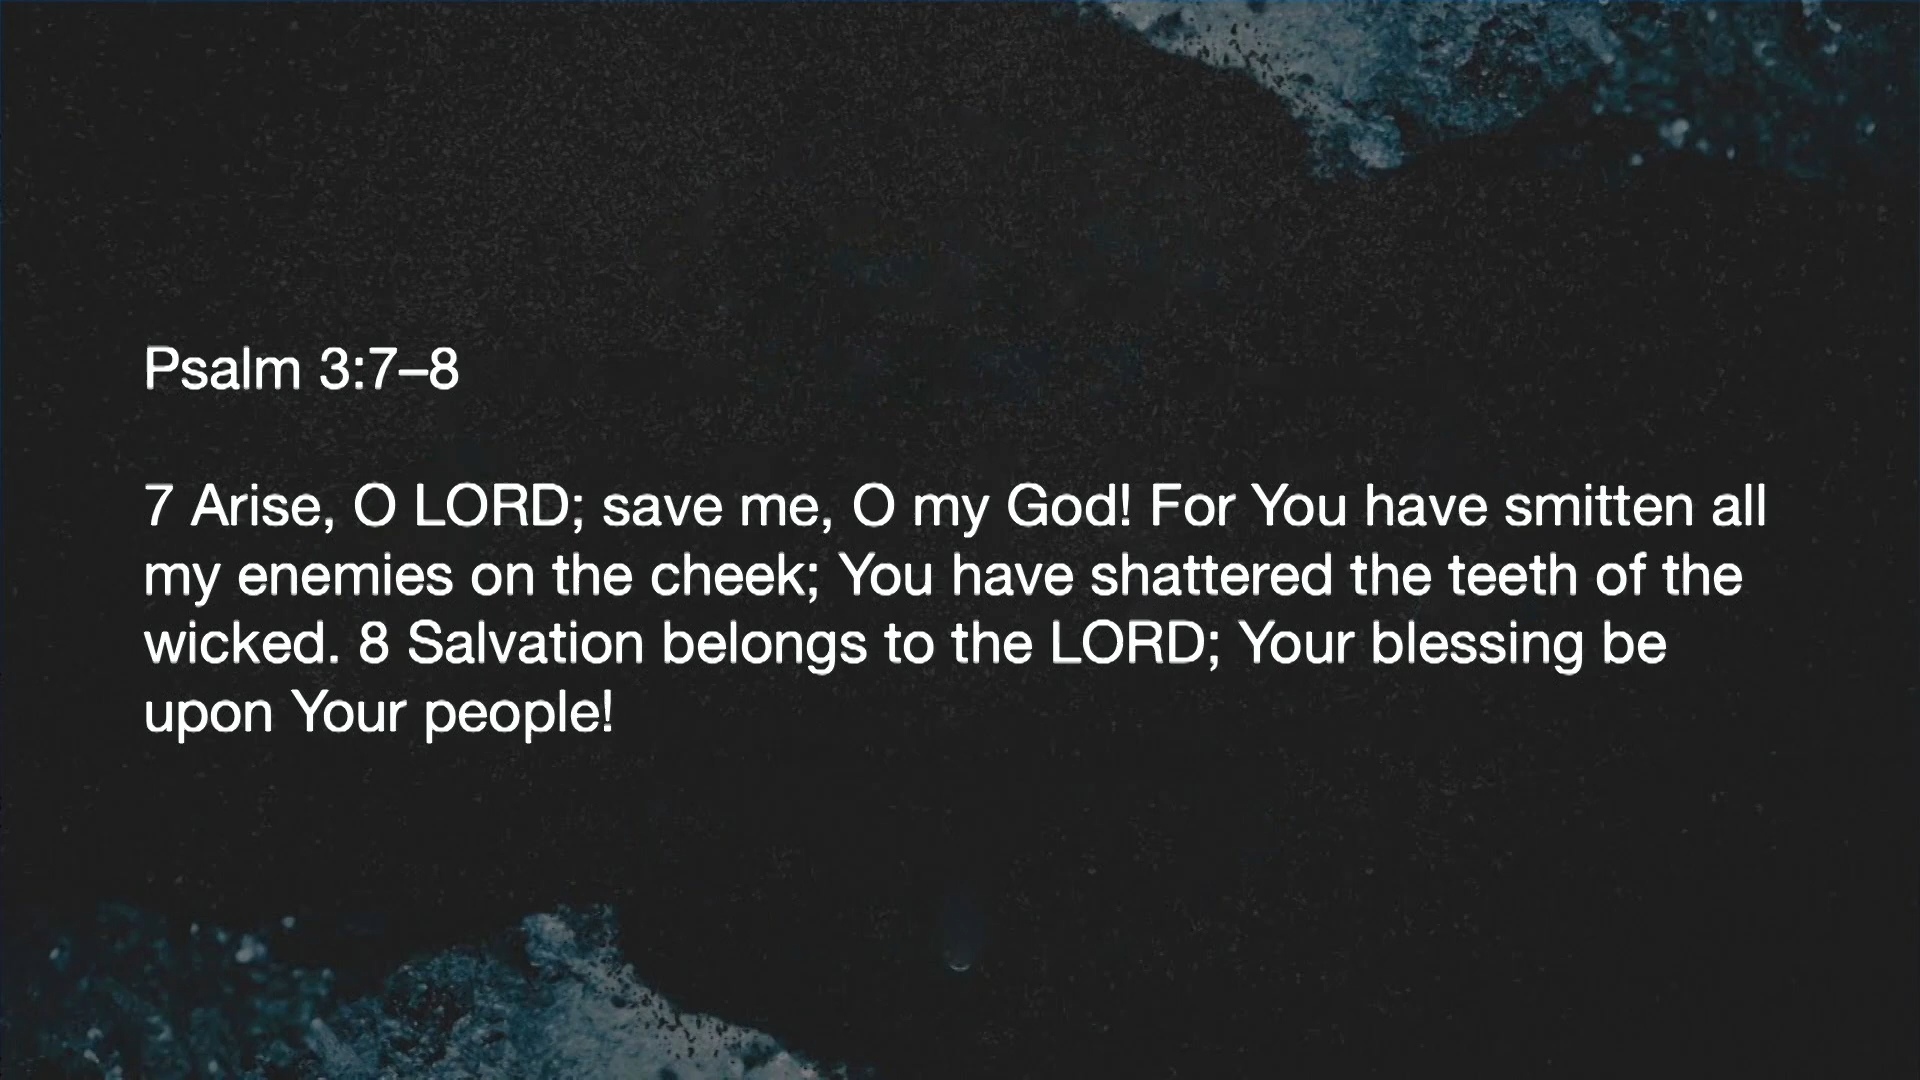 Psalm 3:7–8
7 Arise, O LORD; save me, O my God! For You have smitten all
my enemies on the cheek; You have shattered the teeth of the
wicked. 8 Salvation belongs to the LORD; Your blessing be
upon Your people!